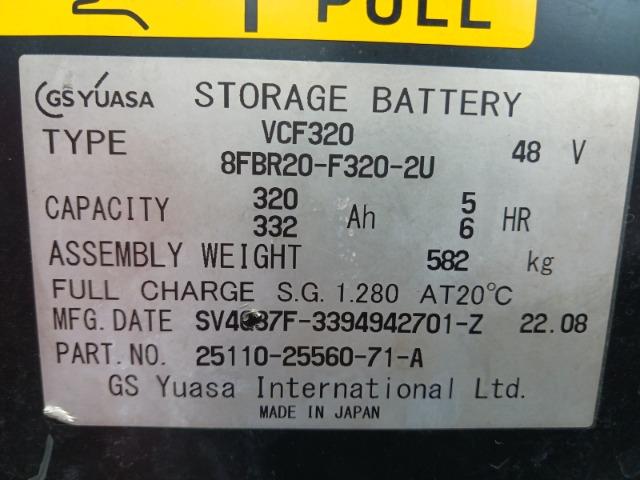 PULL
GS YUASA STORAGE BATTERY
TYPE VCF320 48 V
8FBR20-F320-2U
CAPACITY 320 Ah 5 HR
332 6
ASSEMBLY WEIGHT 582 kg
FULL CHARGE S.G. 1.280 AT20℃
MFG. DATE 22.08
PART.NO. 25110-25560-71-A
GS Yuasa International Ltd.
MADE IN JAPAN